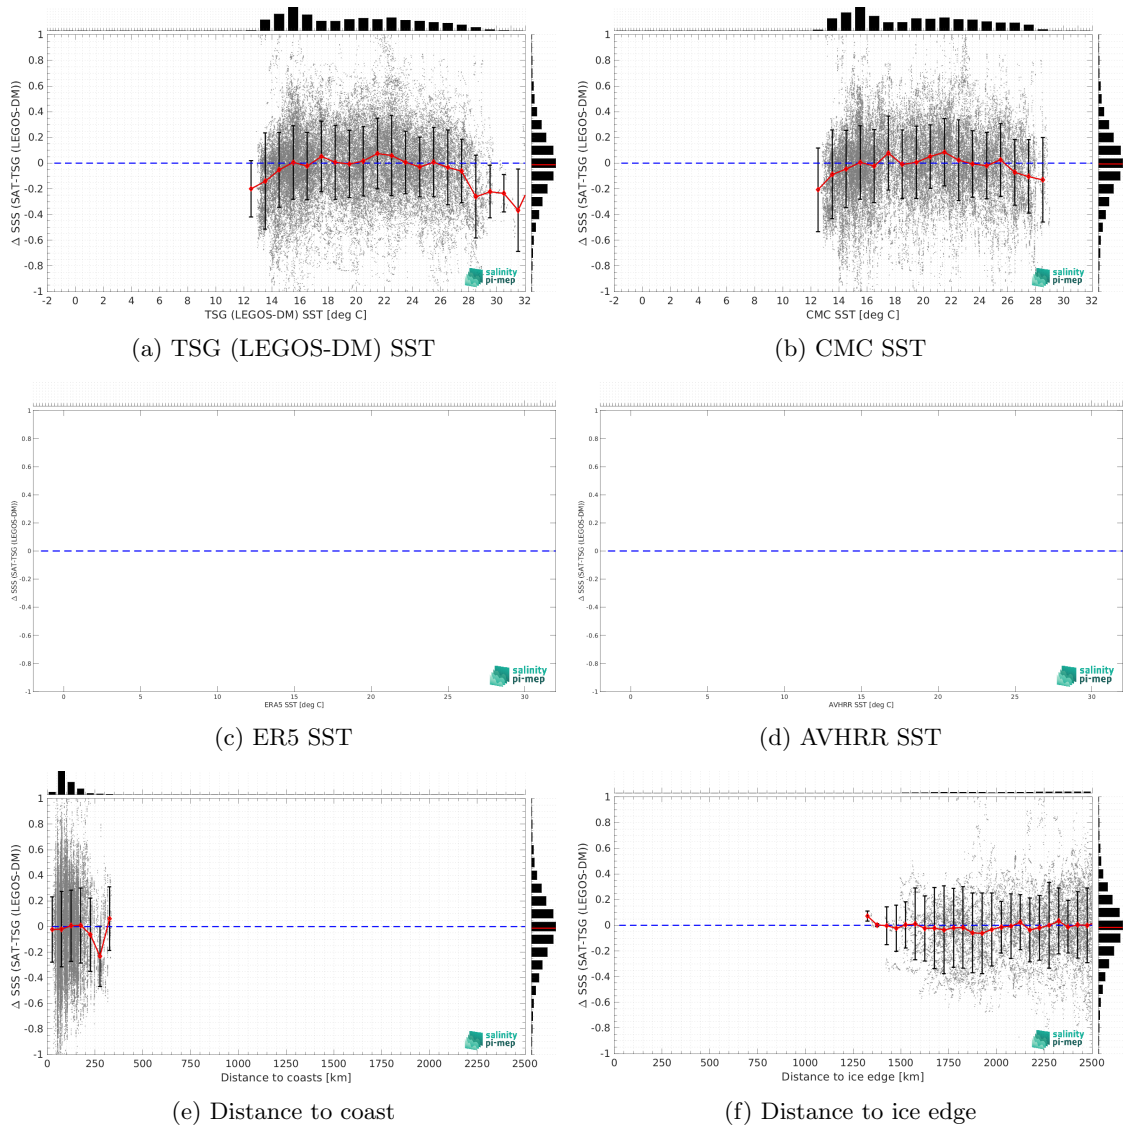 Δ SSS (SAT-TSG (LEGOS-DM))
1
0.8
0.6
0.4
0.2
0
-0.2
-0.4
-0.6
-0.8
-1
salinity
pi-mep
-2 0 2 4 6 8 10 12 14 16 18 20 22 24 26 28 30 32
TSG (LEGOS-DM) SST [deg C]
(a) TSG (LEGOS-DM) SST
Δ SSS (SAT-TSG (LEGOS-DM))
1
0.8
0.6
0.4
0.2
0
-0.2
-0.4
-0.6
-0.8
-1
salinity
pi-mep
-2 0 2 4 6 8 10 12 14 16 18 20 22 24 26 28 30 32
CMC SST [deg C]
(b) CMC SST
Δ SSS (SAT-TSG (LEGOS-DM))
1
0.8
0.6
0.4
0.2
0
-0.2
-0.4
-0.6
-0.8
-1
salinity
pi-mep
0 5 10 15 20 25 30
ERA5 SST [deg C]
(c) ER5 SST
Δ SSS (SAT-TSG (LEGOS-DM))
1
0.8
0.6
0.4
0.2
0
-0.2
-0.4
-0.6
-0.8
-1
salinity
pi-mep
0 5 10 15 20 25 30
AVHRR SST [deg C]
(d) AVHRR SST
Δ SSS (SAT-TSG (LEGOS-DM))
1
0.8
0.6
0.4
0.2
0
-0.2
-0.4
-0.6
-0.8
-1
salinity
pi-mep
0 250 500 750 1000 1250 1500 1750 2000 2250 2500
Distance to coasts [km]
(e) Distance to coast
Δ SSS (SAT-TSG (LEGOS-DM))
1
0.8
0.6
0.4
0.2
0
-0.2
-0.4
-0.6
-0.8
-1
salinity
pi-mep
0 250 500 750 1000 1250 1500 1750 2000 2250 2500
Distance to ice edge [km]
(f) Distance to ice edge